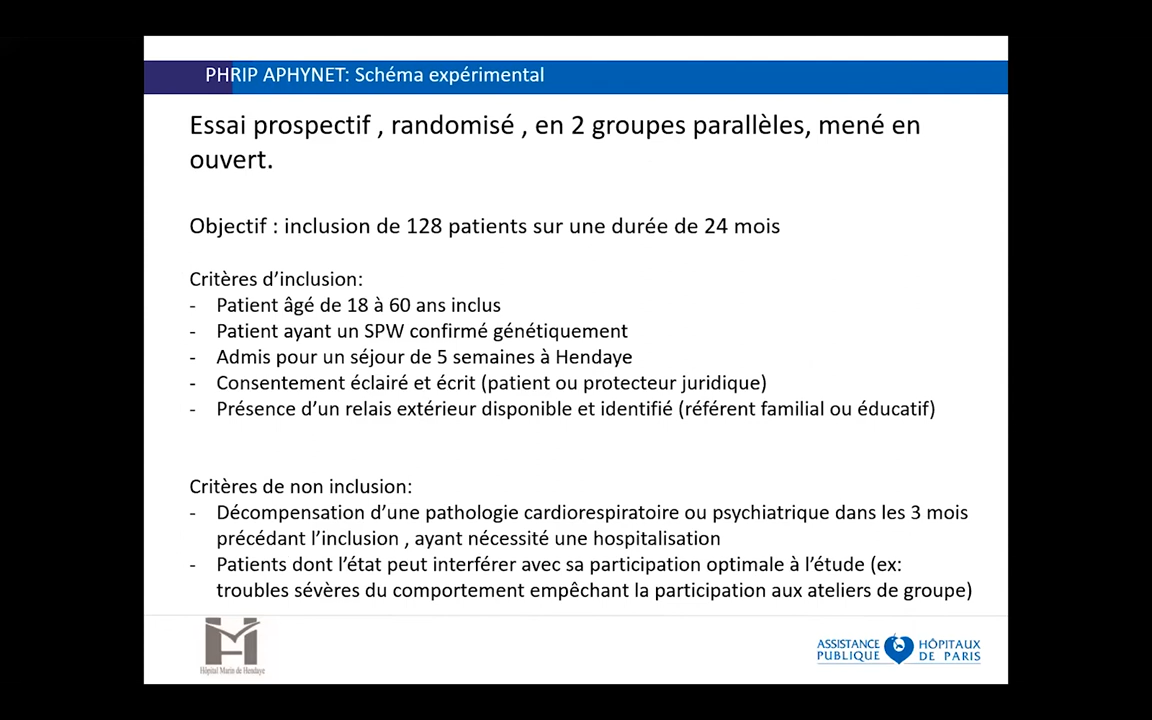 PHRIP APHYNET: Schéma expérimental
Essai prospectif , randomisé , en 2 groupes parallèles, mené en
ouvert.
Objectif : inclusion de 128 patients sur une durée de 24 mois
Critères d’inclusion:
- Patient âgé de 18 à 60 ans inclus
- Patient ayant un SPW confirmé génétiquement
- Admis pour un séjour de 5 semaines à Hendaye
- Consentement éclairé et écrit (patient ou protecteur juridique)
- Présence d’un relais extérieur disponible et identifié (référent familial ou éducatif)
Critères de non inclusion:
- Décompensation d’une pathologie cardiorespiratoire ou psychiatrique dans les 3 mois
précédant l’inclusion , ayant nécessité une hospitalisation
- Patients dont l’état peut interférer avec sa participation optimale à l’étude (ex:
troubles sévères du comportement empêchant la participation aux ateliers de groupe)
Hôpital Marin de Hendaye
ASSISTANCE HÔPITAUX
PUBLIQUE DE PARIS